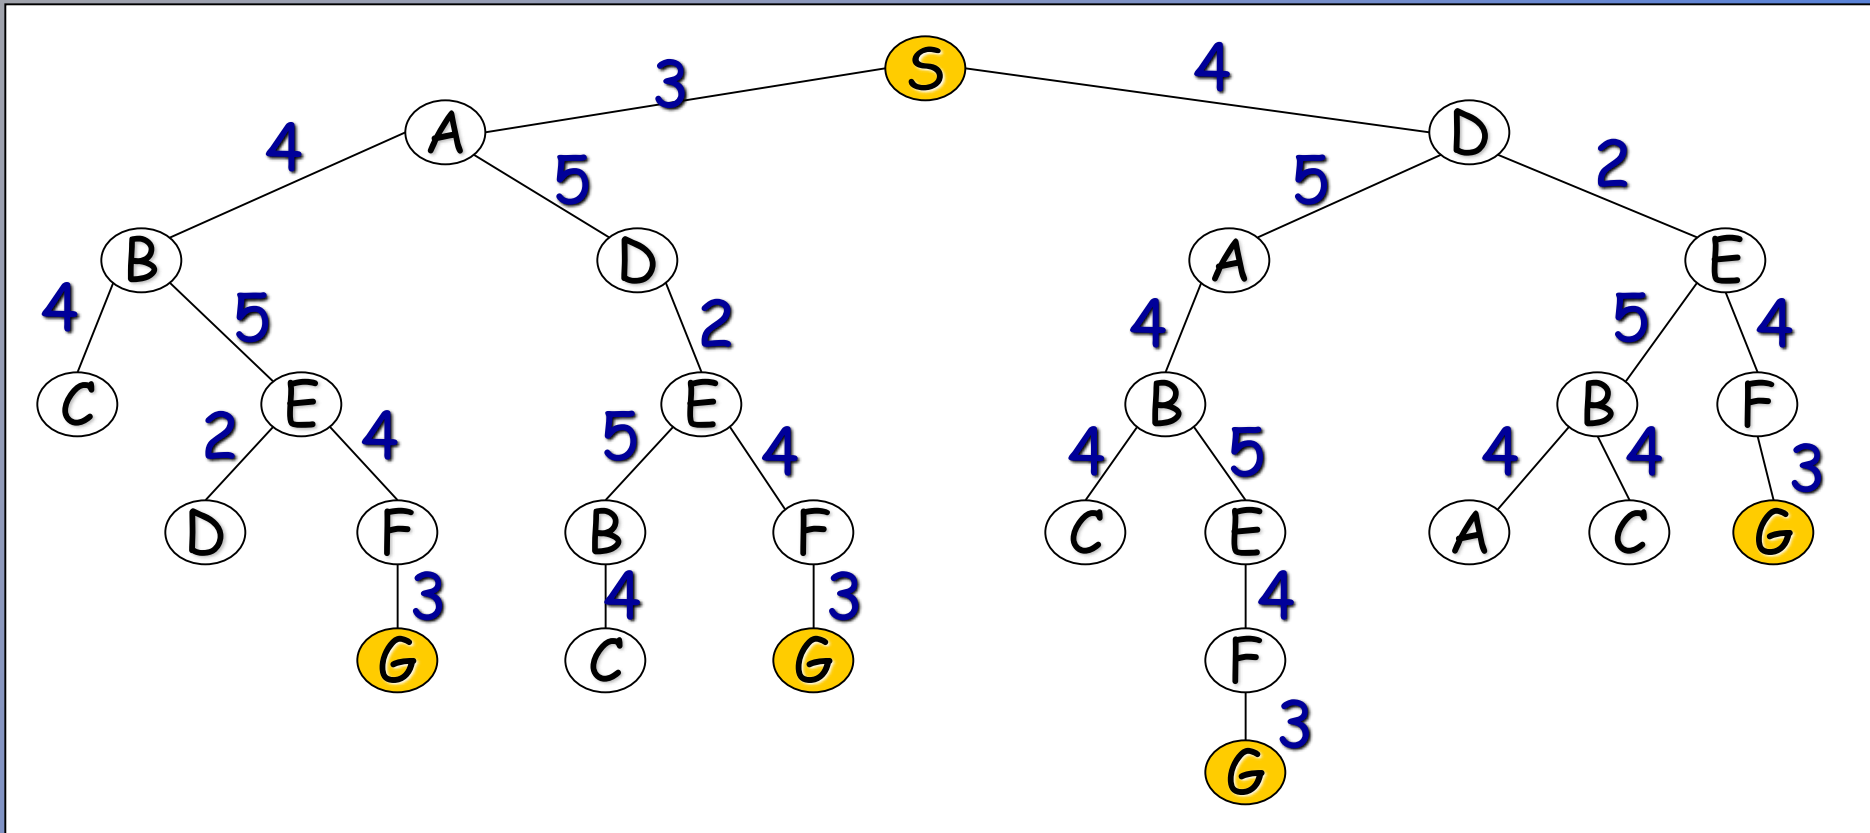 S
3 4
A D
4 5 5 2
B D A E
4 5 2 4 5 4
C E E B F
2 4 5 4 4 5 4 4 3
D F B F C E A C G
3 4 3 4
G C G F
3
G